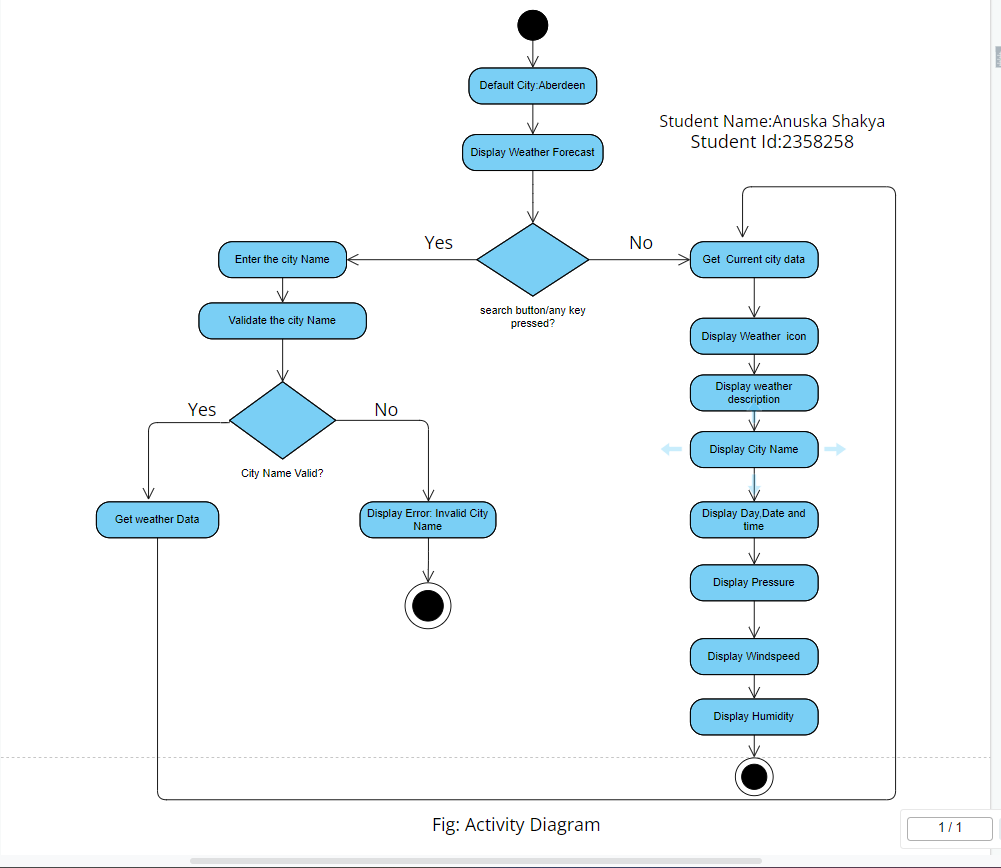 Default City:Aberdeen
Student Name:Anuska Shakya
Student Id:2358258
Display Weather Forecast
Yes
No
Enter the city Name
Get  Current city data
search button/any key
pressed?
Validate the city Name
Display Weather  icon
Display weather
description
Yes
No
Display City Name
City Name Valid?
Get weather Data
Display Error: Invalid City
Name
Display Day,Date and
time
Display Pressure
Display Windspeed
Display Humidity
Fig: Activity Diagram
1 / 1